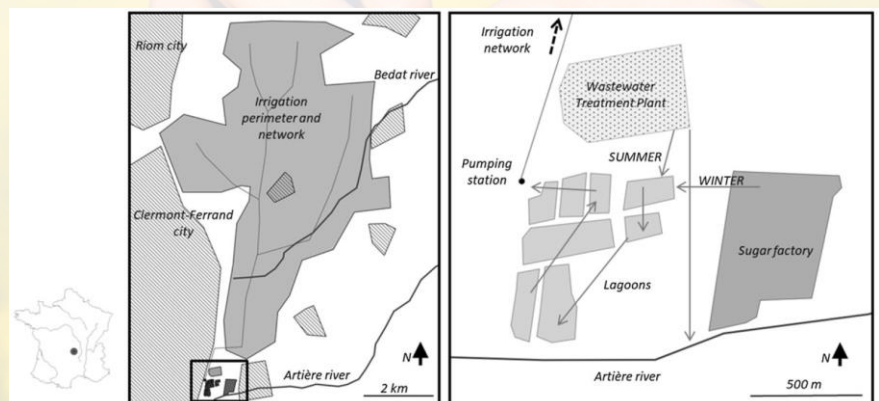 Riom city
Bedat river
Irrigation
perimeter and
network
Clermont-Ferrand
city
N
Artière river
2 km
Irrigation
network
Wastewater
Treatment Plant
SUMMER
Pumping
station
WINTER
Sugar factory
Lagoons
N
Artière river
500 m